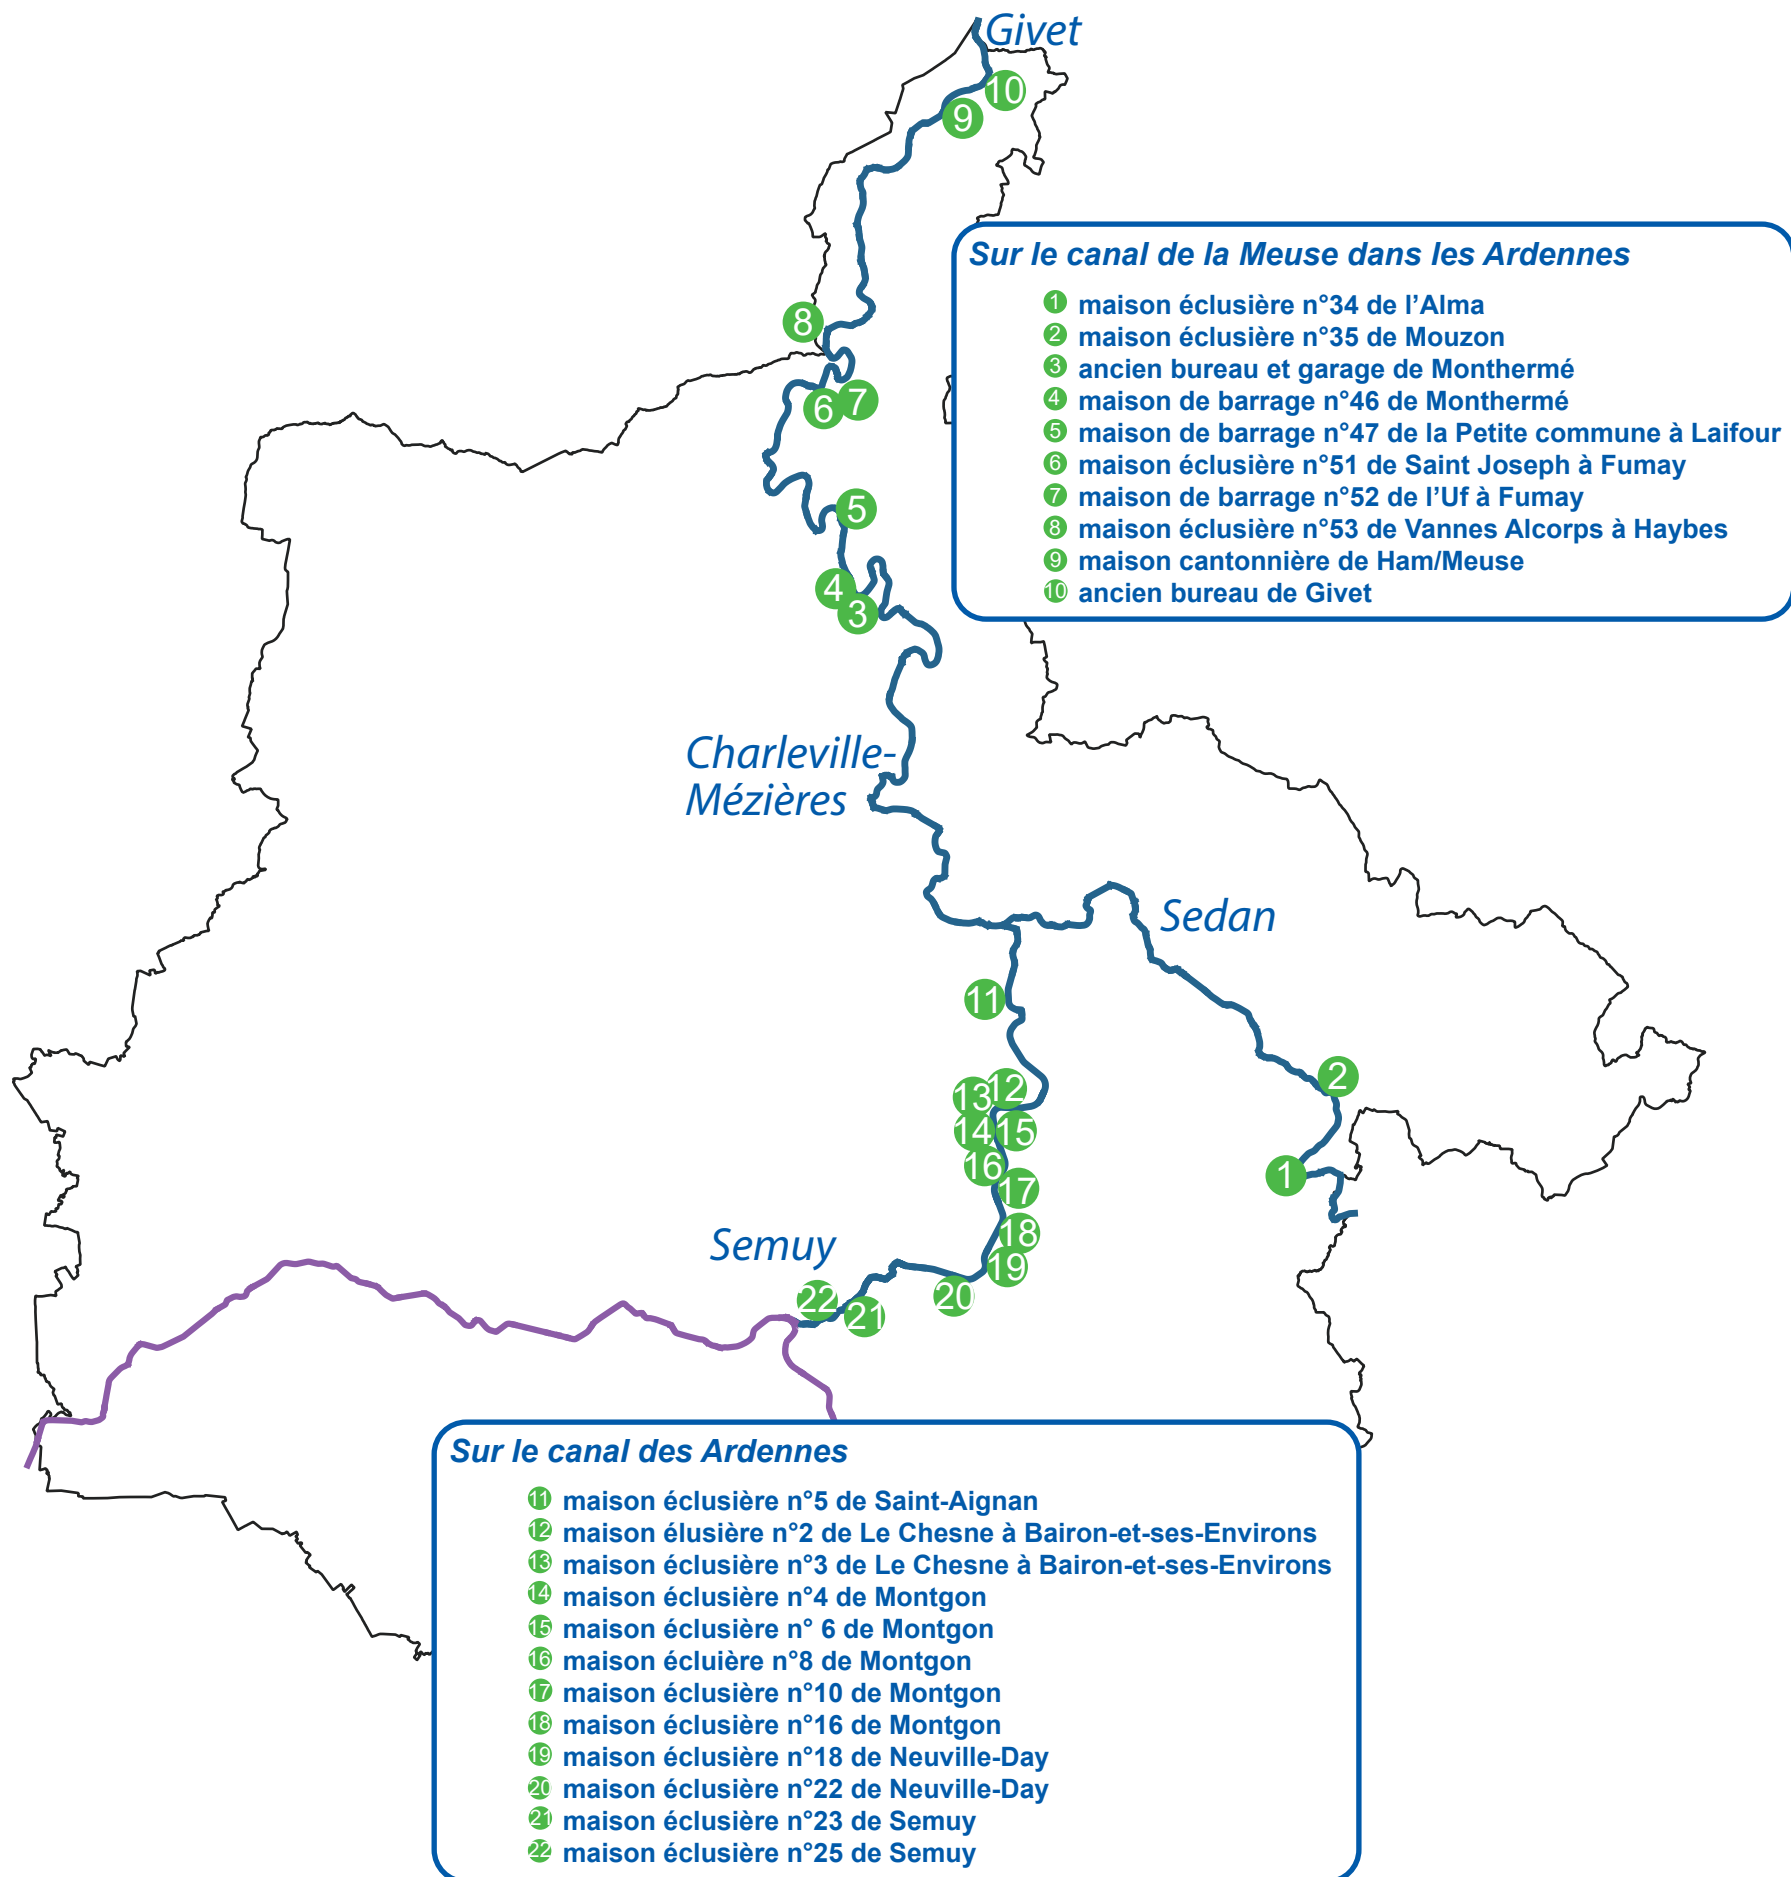 Givet
10
9
Sur le canal de la Meuse dans les Ardennes
1 maison éclusière n°34 de l’Alma
2 maison éclusière n°35 de Mouzon
3 ancien bureau et garage de Monthermé
4 maison de barrage n°46 de Monthermé
5 maison de barrage n°47 de la Petite commune à Laifour
6 maison éclusière n°51 de Saint Joseph à Fumay
7 maison de barrage n°52 de l’Uf à Fumay
8 maison éclusière n°53 de Vannes Alcorps à Haybes
9 maison cantonnière de Ham/Meuse
10 ancien bureau de Givet
8
6 7
5
4
3
Charleville-
Mézières
Sedan
11
2
13 12
14 15
16
1
17
18
Semuy
19
20
22
21
Sur le canal des Ardennes
11 maison éclusière n°5 de Saint-Aignan
12 maison élusière n°2 de Le Chesne à Bairon-et-ses-Environs
13 maison éclusière n°3 de Le Chesne à Bairon-et-ses-Environs
14 maison éclusière n°4 de Montgon
15 maison éclusière n° 6 de Montgon
16 maison écluière n°8 de Montgon
17 maison éclusière n°10 de Montgon
18 maison éclusière n°16 de Montgon
19 maison éclusière n°18 de Neuville-Day
20 maison éclusière n°22 de Neuville-Day
21 maison éclusière n°23 de Semuy
22 maison éclusière n°25 de Semuy